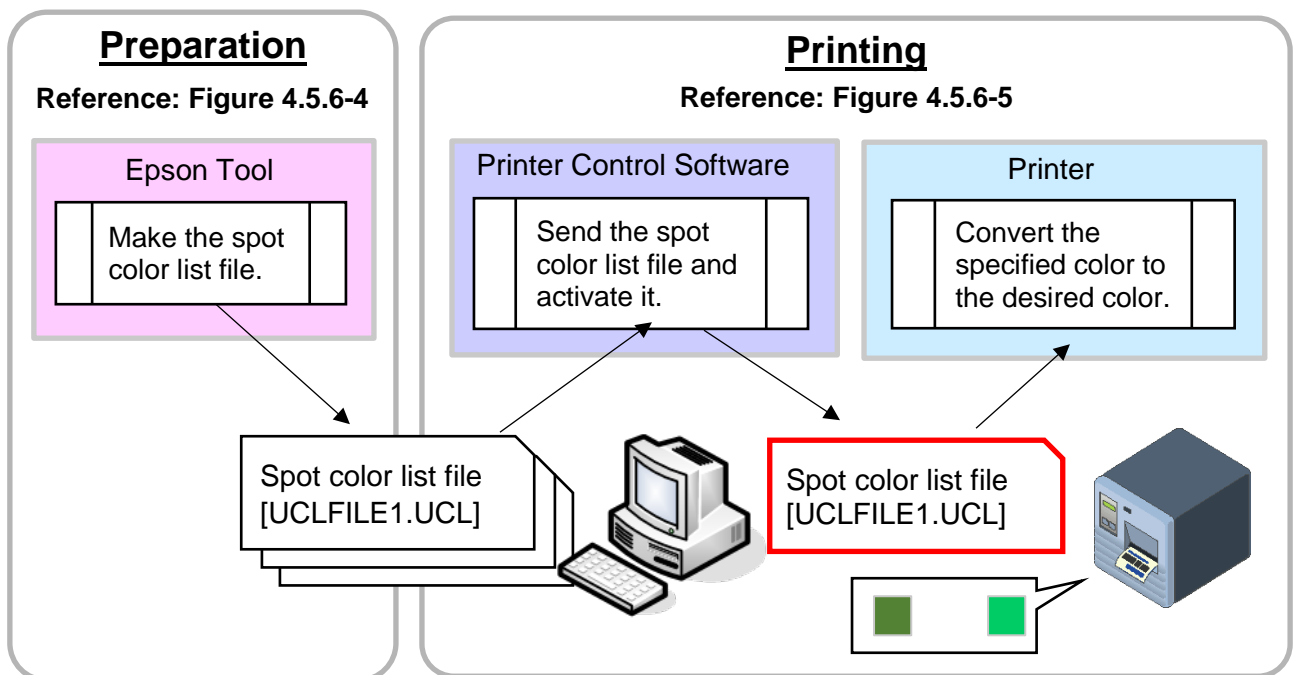 Preparation
Reference: Figure 4.5.6-4
Epson Tool
Make the spot
color list file.
Spot color list file
[UCLFILE1.UCL]
Printing
Reference: Figure 4.5.6-5
Printer Control Software
Send the spot
color list file and
activate it.
Printer
Convert the
specified color to
the desired color.
Spot color list file
[UCLFILE1.UCL]